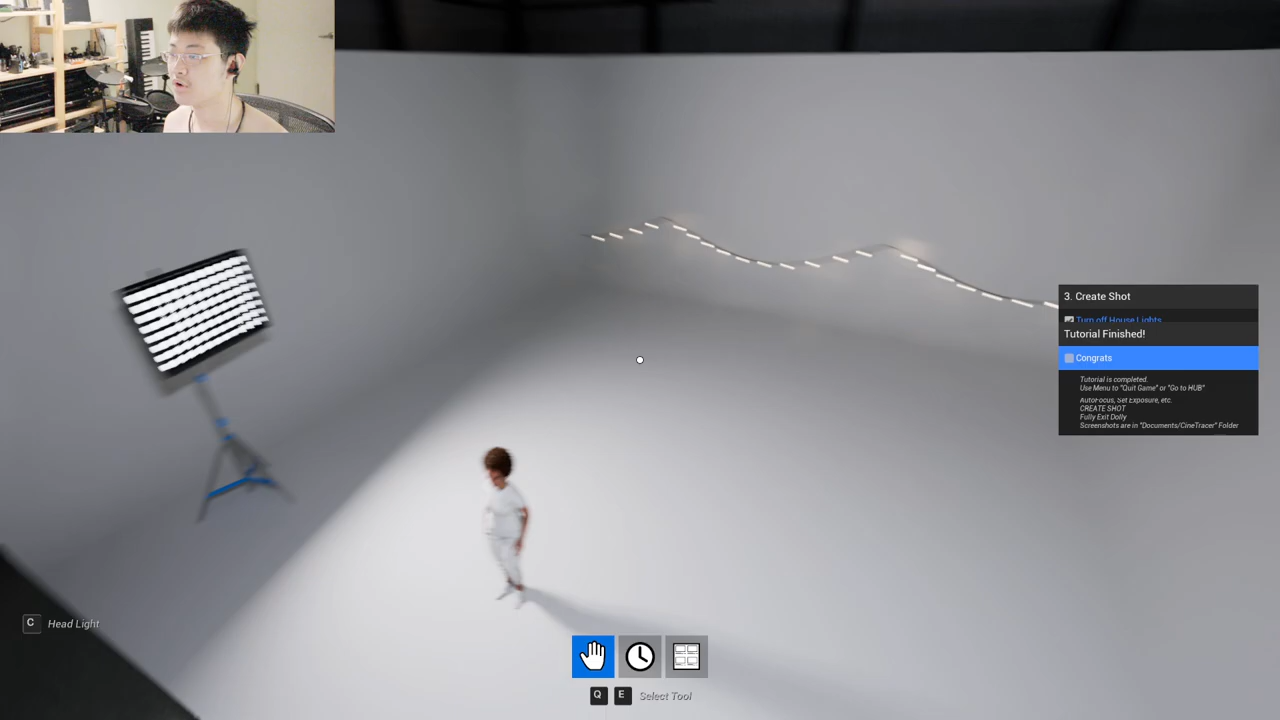 3. Create Shot
Turn off House Lights
Tutorial Finished!
Congrats
Tutorial is completed.
Use Menu to "Quit Game" or "Go to HUB"
AutoFocus, Set Exposure, etc.
CREATE SHOT
Fully Exit Dolly
Screenshots are in "Documents/CineTracer" Folder
C Head Light
Q E Select Tool